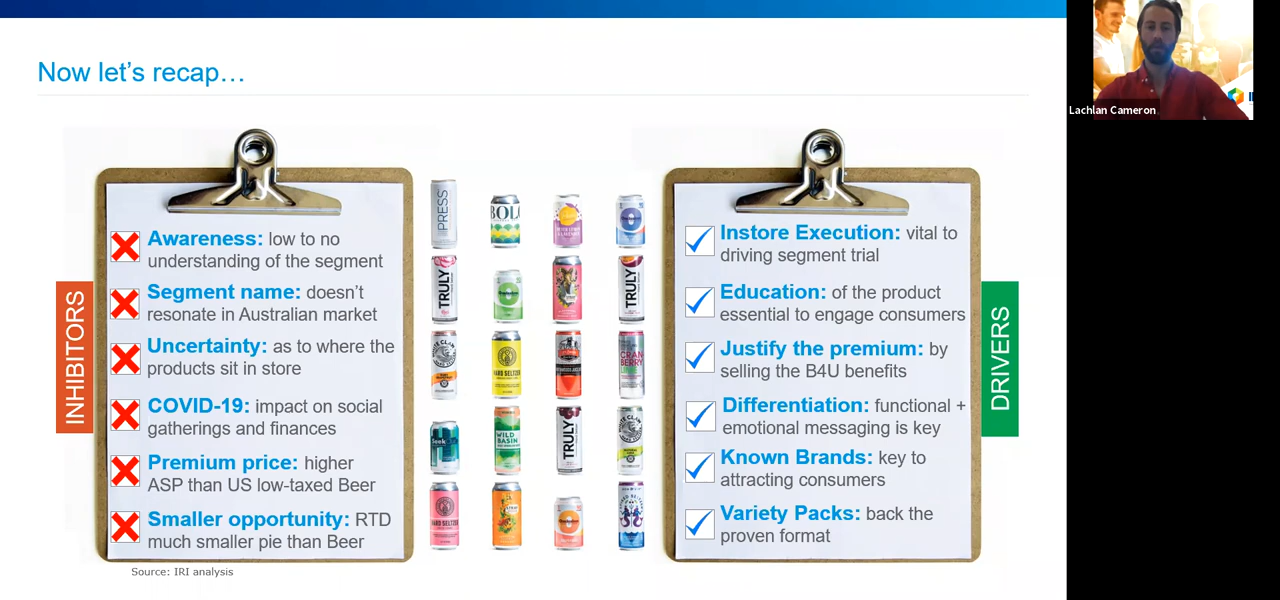 Now let's recap…
Lachlan Cameron
INHIBITORS
Awareness: low to no
understanding of the segment
Segment name: doesn't
resonate in Australian market
Uncertainty: as to where the
products sit in store
COVID-19: impact on social
gatherings and finances
Premium price: higher
ASP than US low-taxed Beer
Smaller opportunity: RTD
much smaller pie than Beer
Source: IRI analysis
PRESS
TRULY
TRULY
WHITE CLAW
HARD SELTZER
CRAN
BERRY
WILD
BASIN
TRULY
WHITE CLAW
HARD SELTZER
Instore Execution: vital to
driving segment trial
Education: of the product
essential to engage consumers
Justify the premium: by
selling the B4U benefits
Differentiation: functional +
emotional messaging is key
Known Brands: key to
attracting consumers
Variety Packs: back the
proven format
DRIVERS